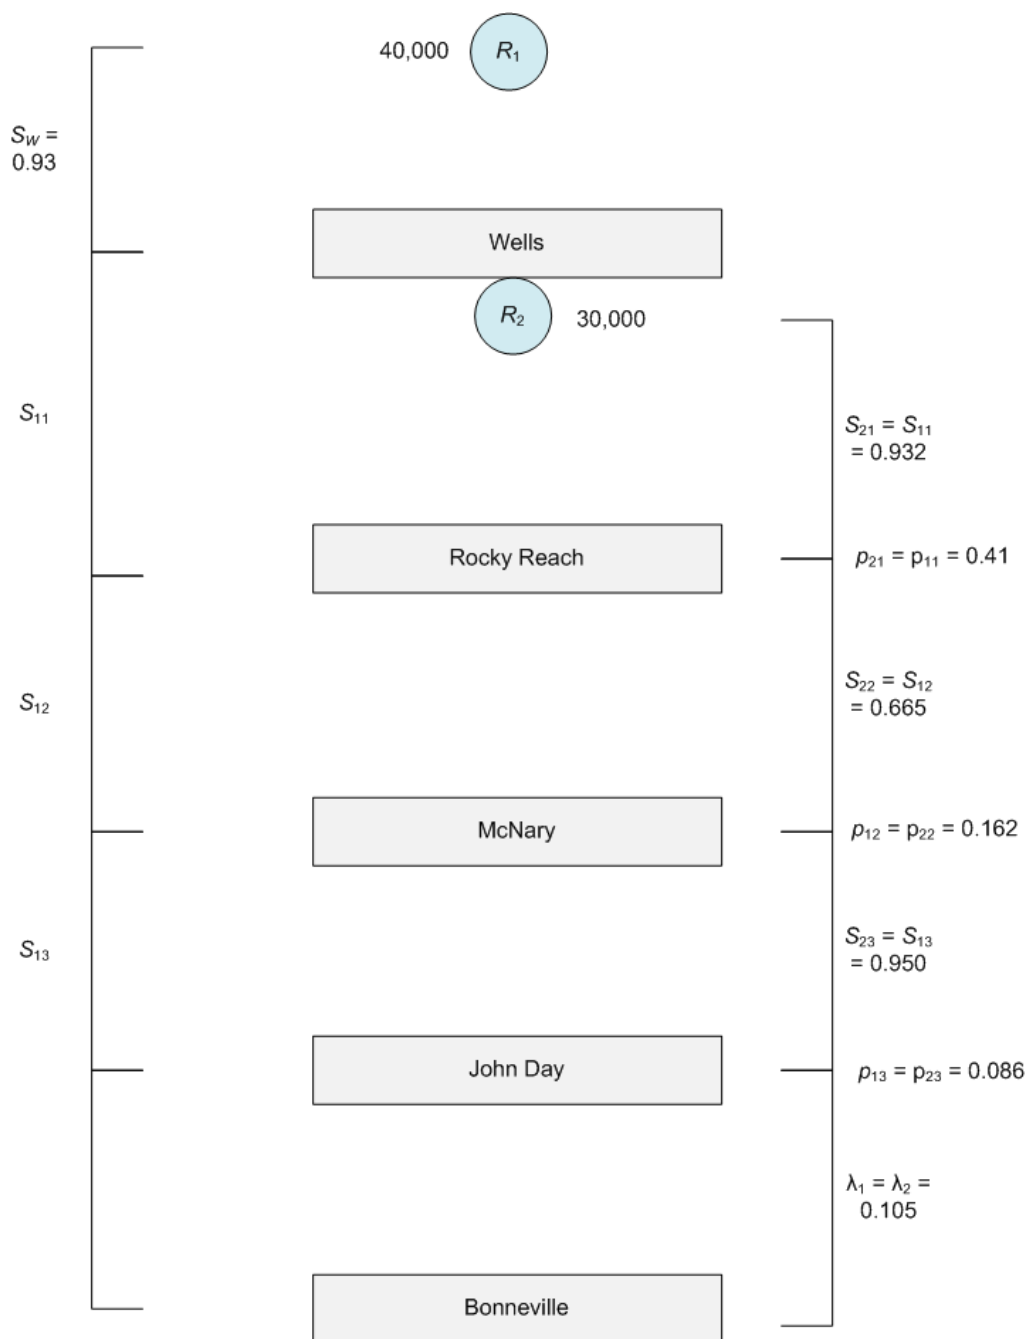 40,000
R₁
S_W =
0.93
Wells
R₂
30,000
S₁₁
S₂₁ = S₁₁
= 0.932
Rocky Reach
p₂₁ = p₁₁ = 0.41
S₁₂
S₂₂ = S₁₂
= 0.665
McNary
p₁₂ = p₂₂ = 0.162
S₁₃
S₂₃ = S₁₃
= 0.950
John Day
p₁₃ = p₂₃ = 0.086
λ₁ = λ₂ =
0.105
Bonneville